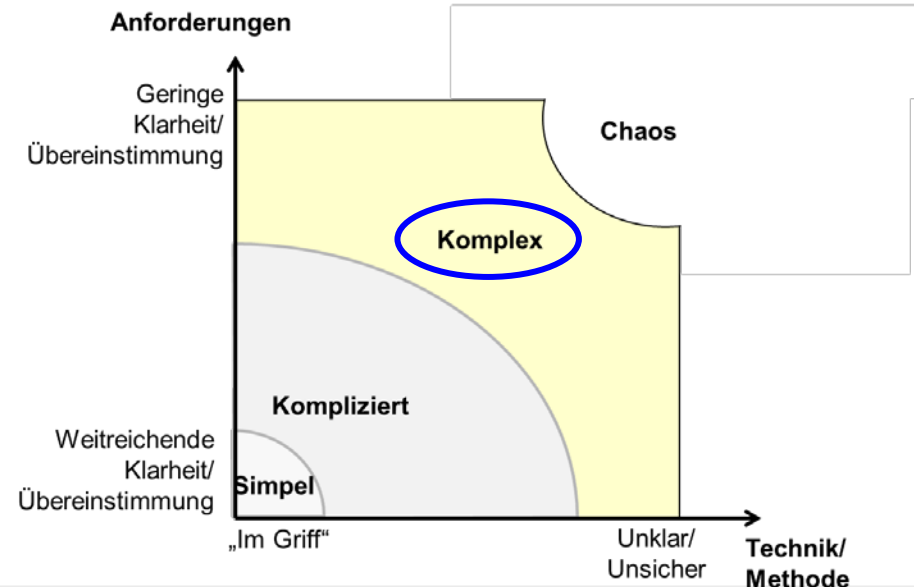 Anforderungen
Geringe
Klarheit/
Übereinstimmung
Chaos
Komplex
Kompliziert
Weitreichende
Klarheit/
Übereinstimmung
Simpel
„Im Griff“
Unklar/
Unsicher
Technik/
Methode